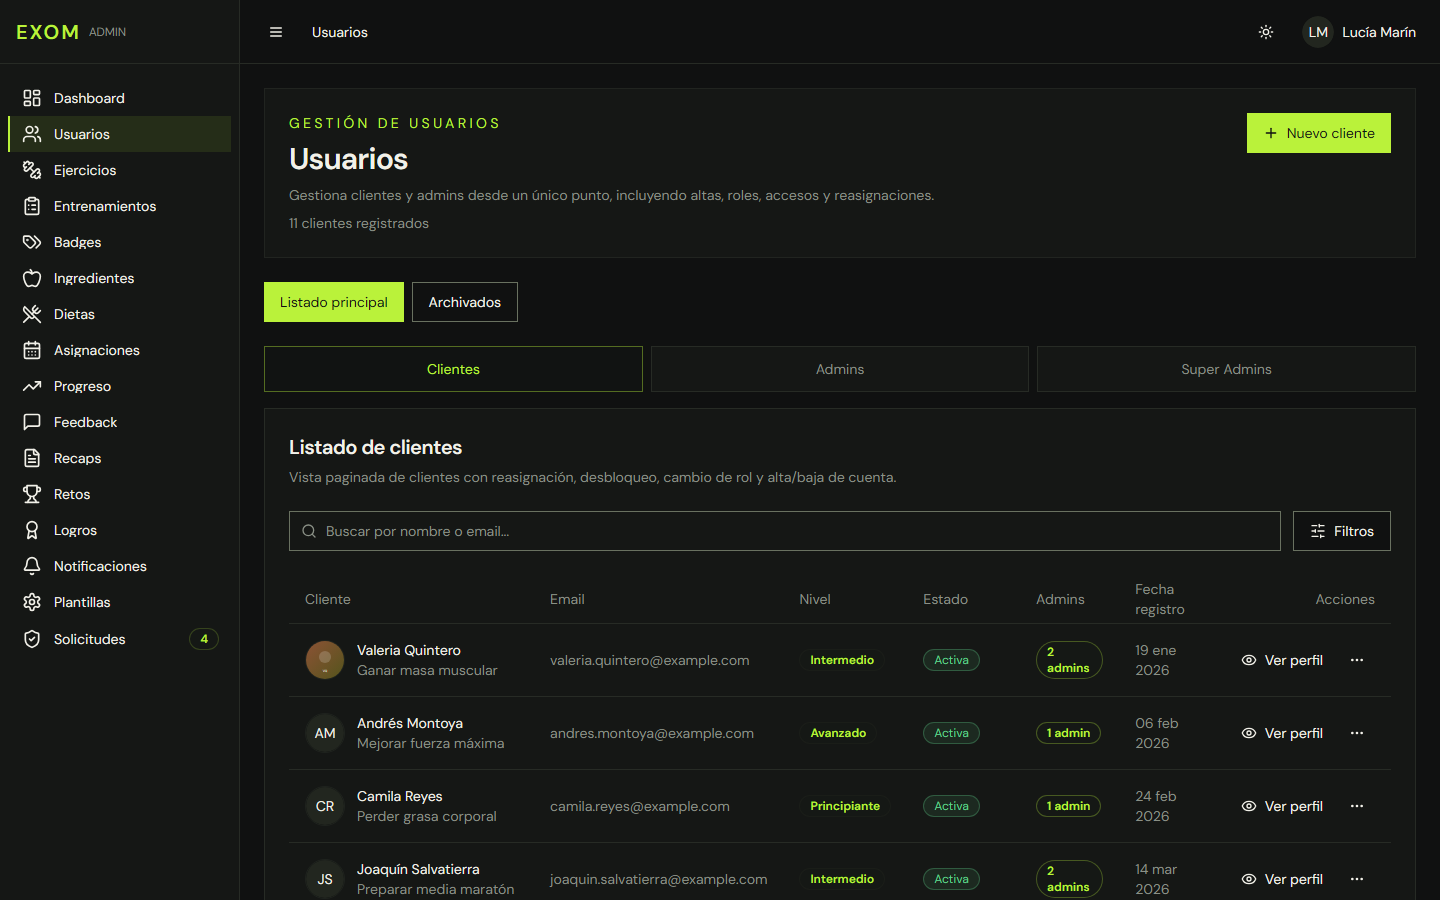 EXOM ADMIN
Usuarios
LM Lucía Marín
Dashboard
Usuarios
Ejercicios
Entrenamientos
Badges
Ingredientes
Dietas
Asignaciones
Progreso
Feedback
Recaps
Retos
Logros
Notificaciones
Plantillas
Solicitudes 4
GESTIÓN DE USUARIOS
Usuarios
Gestiona clientes y admins desde un único punto, incluyendo altas, roles, accesos y reasignaciones.
11 clientes registrados
Nuevo cliente
Listado principal Archivados
Clientes Admins Super Admins
Listado de clientes
Vista paginada de clientes con reasignación, desbloqueo, cambio de rol y alta/baja de cuenta.
Buscar por nombre o email... Filtros
Cliente Email Nivel Estado Admins Fecha registro Acciones
Valeria Quintero
Ganar masa muscular
valeria.quintero@example.com Intermedio Activa 2 admins 19 ene 2026 Ver perfil
AM Andrés Montoya
Mejorar fuerza máxima
andres.montoya@example.com Avanzado Activa 1 admin 06 feb 2026 Ver perfil
CR Camila Reyes
Perder grasa corporal
camila.reyes@example.com Principiante Activa 1 admin 24 feb 2026 Ver perfil
JS Joaquín Salvatierra
Preparar media maratón
joaquin.salvatierra@example.com Intermedio Activa 2 admins 14 mar 2026 Ver perfil